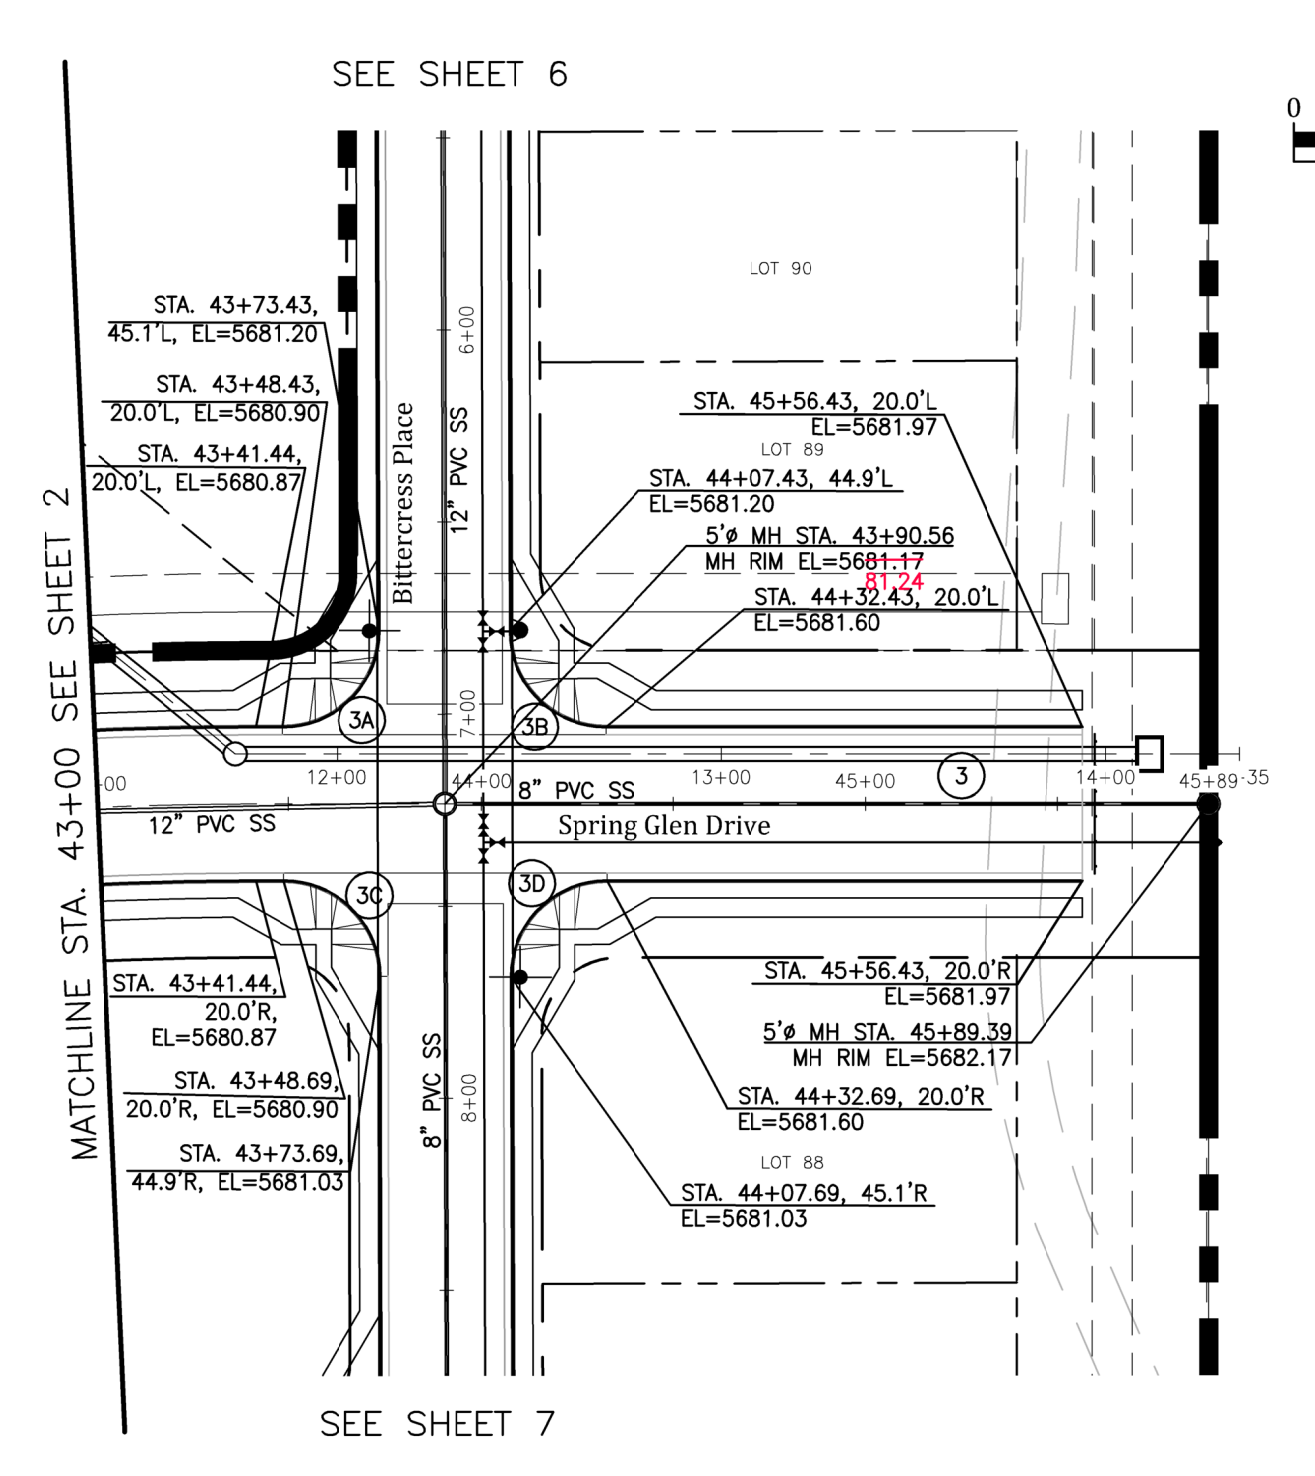 SEE SHEET 6
0
LOT 90
STA. 43+73.43,
45.1'L, EL=5681.20
6+00
STA. 43+48.43,
20.0'L, EL=5680.90
STA. 45+56.43, 20.0'L
EL=5681.97
Bittercress Place
12" PVC SS
LOT 89
STA. 43+41.44,
20.0'L, EL=5680.87
STA. 44+07.43, 44.9'L
EL=5681.20
5'ø MH STA. 43+90.56
MH RIM EL=5681.17
81.24
STA. 44+32.43, 20.0'L
EL=5681.60
MATCHLINE STA. 43+00 SEE SHEET 2
3A
7+00
3B
00
12+00
44+00
13+00
45+00
3
14+00
45+89.35
8" PVC SS
12" PVC SS
Spring Glen Drive
3C
3D
STA. 43+41.44,
20.0'R,
EL=5680.87
STA. 45+56.43, 20.0'R
EL=5681.97
5'ø MH STA. 45+89.39
MH RIM EL=5682.17
8" PVC SS
8+00
STA. 43+48.69,
20.0'R, EL=5680.90
STA. 44+32.69, 20.0'R
EL=5681.60
STA. 43+73.69,
44.9'R, EL=5681.03
LOT 88
STA. 44+07.69, 45.1'R
EL=5681.03
SEE SHEET 7